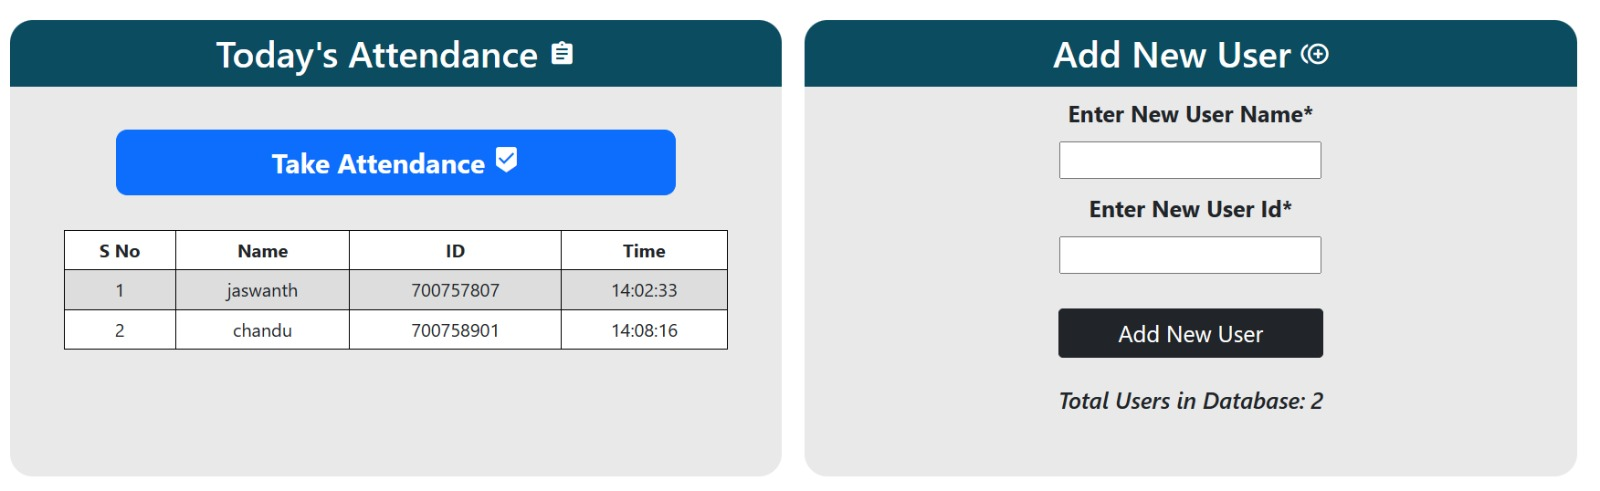 Today's Attendance
Take Attendance
S No Name ID Time
1 jaswanth 700757807 14:02:33
2 chandu 700758901 14:08:16
Add New User
Enter New User Name*
Enter New User Id*
Add New User
Total Users in Database: 2